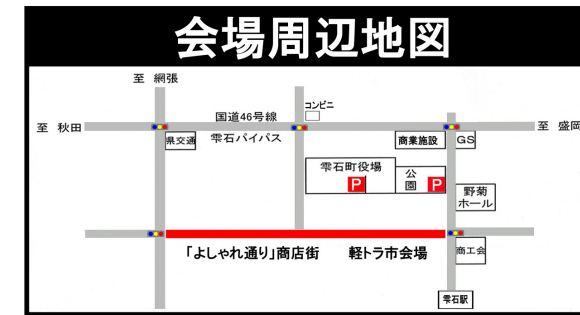 会場周辺地図
至 網張
コンビニ
国道46号線
至 秋田
至 盛岡
県交通
雫石バイパス
商業施設
GS
雫石町役場
P
公園
P
野菊
ホール
「よしゃれ通り」商店街
軽トラ市会場
商工会
雫石駅